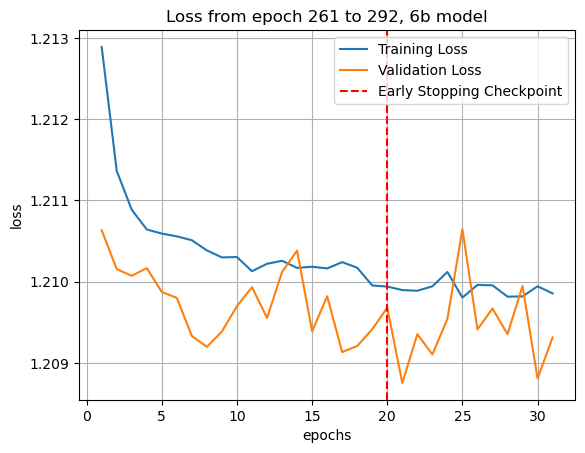 Loss from epoch 261 to 292, 6b model
Training Loss
Validation Loss
Early Stopping Checkpoint
1.213
1.212
1.211
1.210
1.209
loss
0 5 10 15 20 25 30
epochs